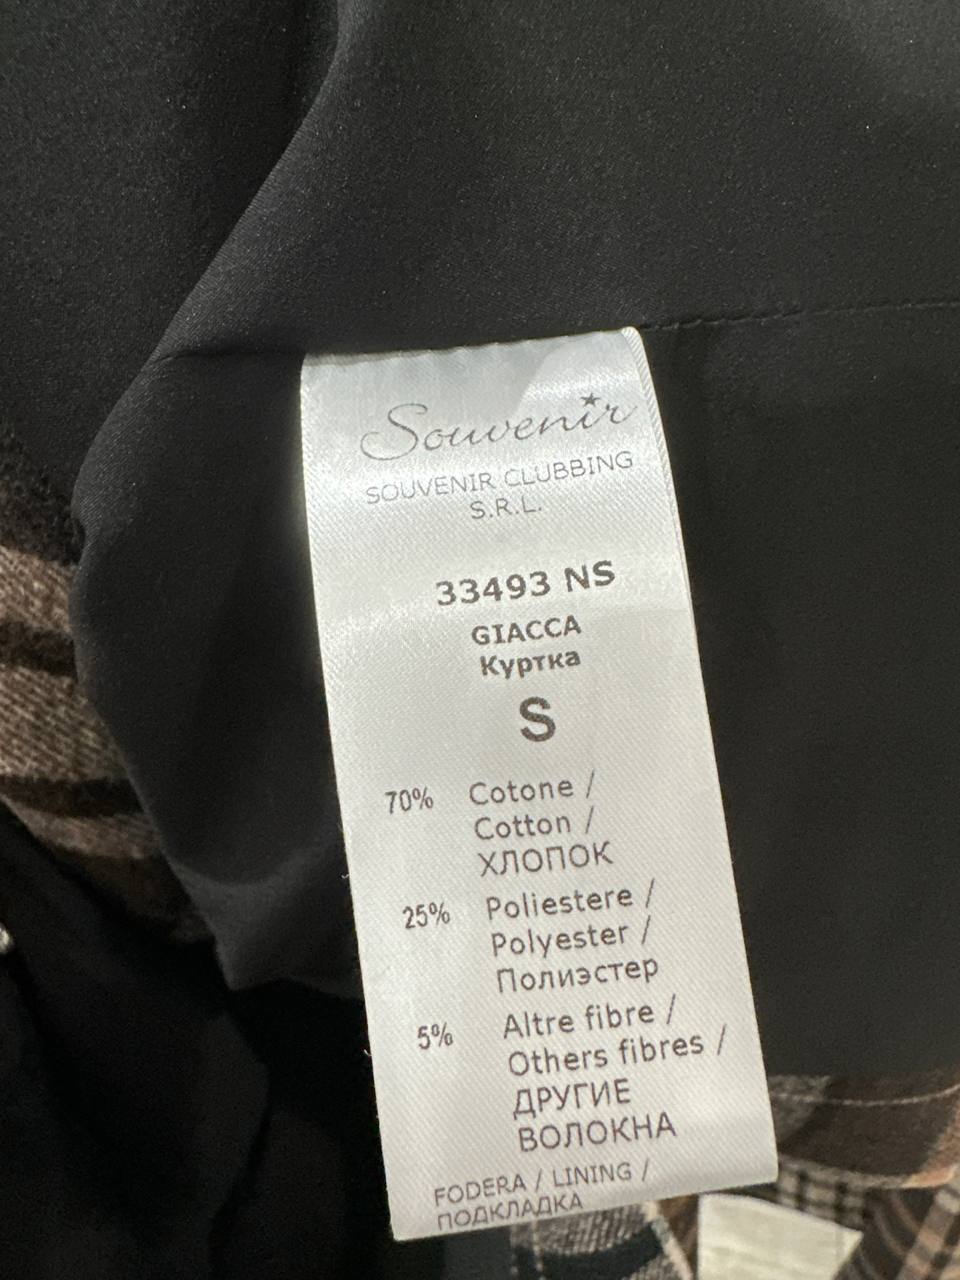 Souvenir
SOUVENIR CLUBBING
S.R.L.
33493 NS
GIACCA
Куртка
S
70% Cotone /
Cotton /
ХЛОПОК
25% Poliestere /
Polyester /
Полиэстер
5% Altre fibre /
Others fibres /
ДРУГИЕ
ВОЛОКНА
FODERA / LINING /
ПОДКЛАДКА